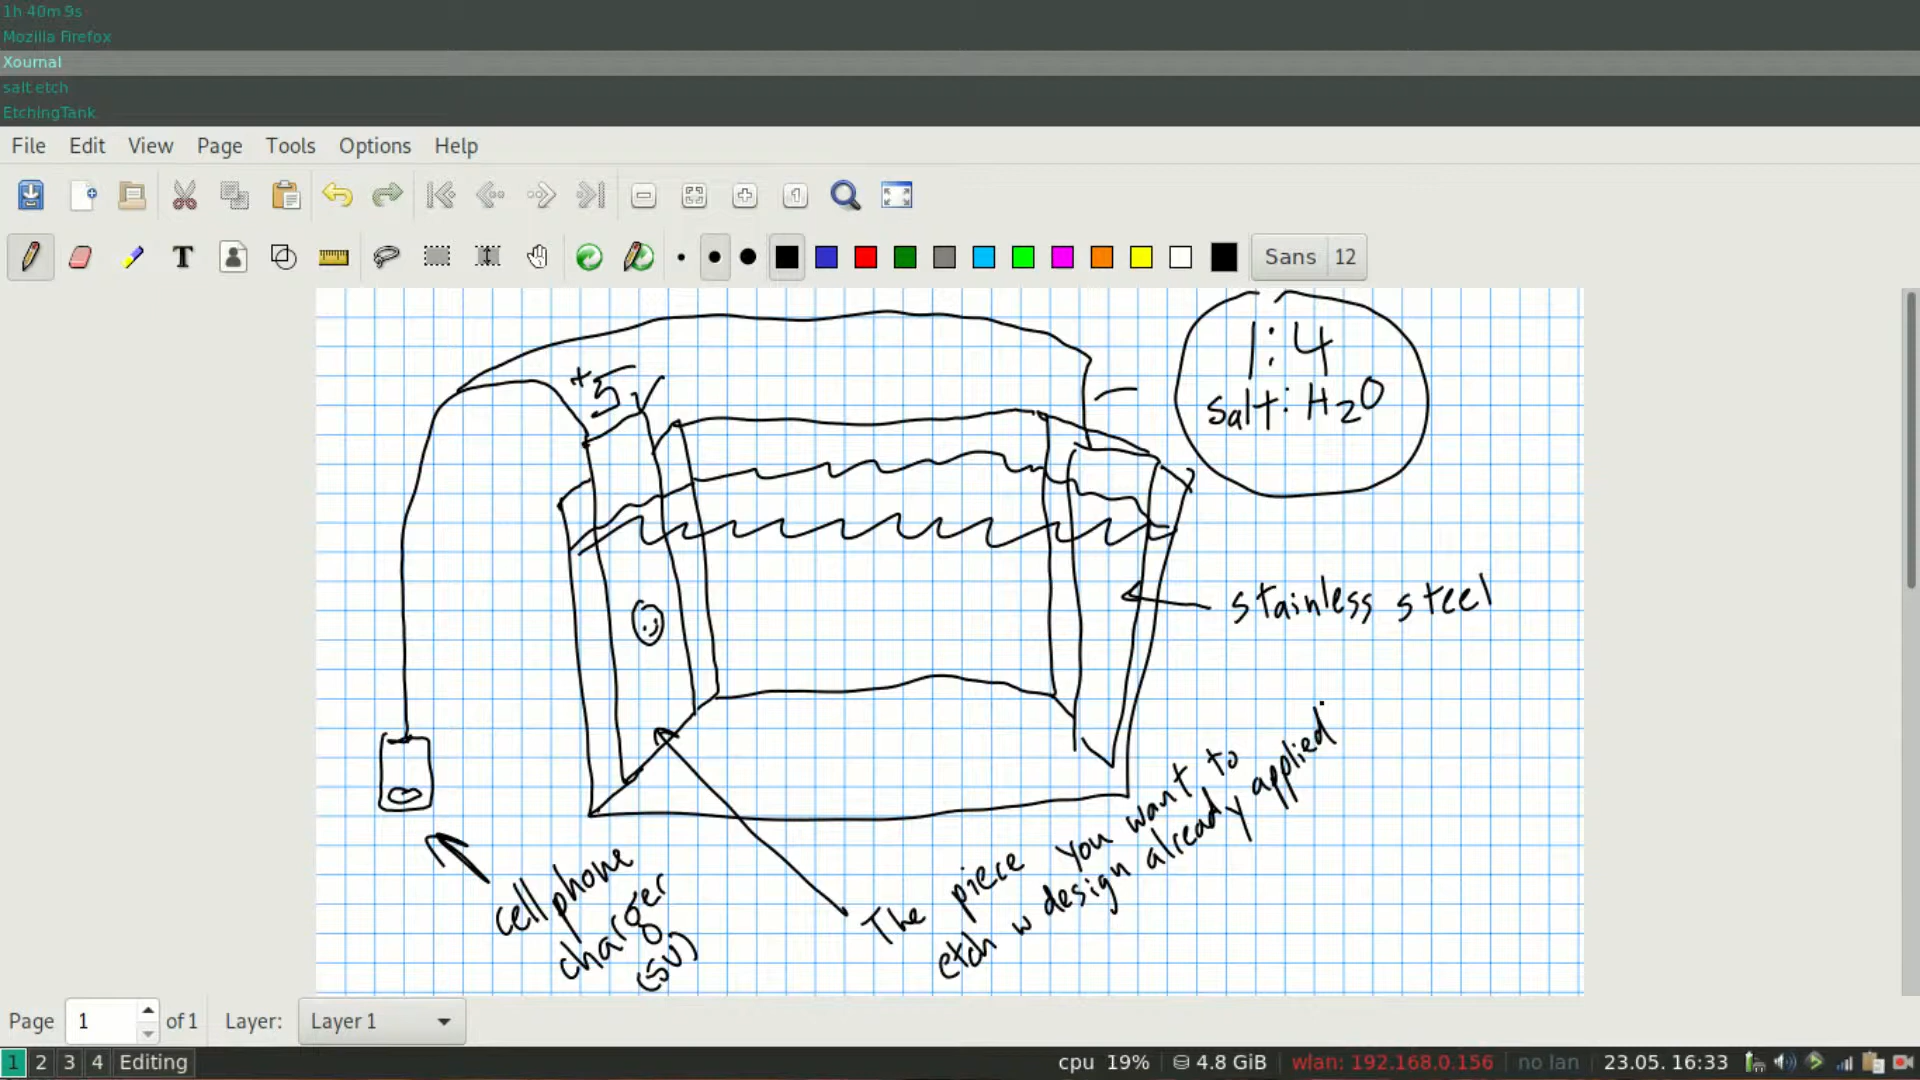 1h 40m 9s
Mozilla Firefox
Xournal
salt etch
EtchingTank
File Edit View Page Tools Options Help
Sans 12
1:4
salt: H2O
+5v
stainless steel
cell phone
charger
(5V)
The piece you want to
etch w design already applied
Page 1 of 1 Layer: Layer 1
1 2 3 4 Editing cpu 19% 4.8 GiB wlan: 192.168.0.156 no lan 23.05. 16:33